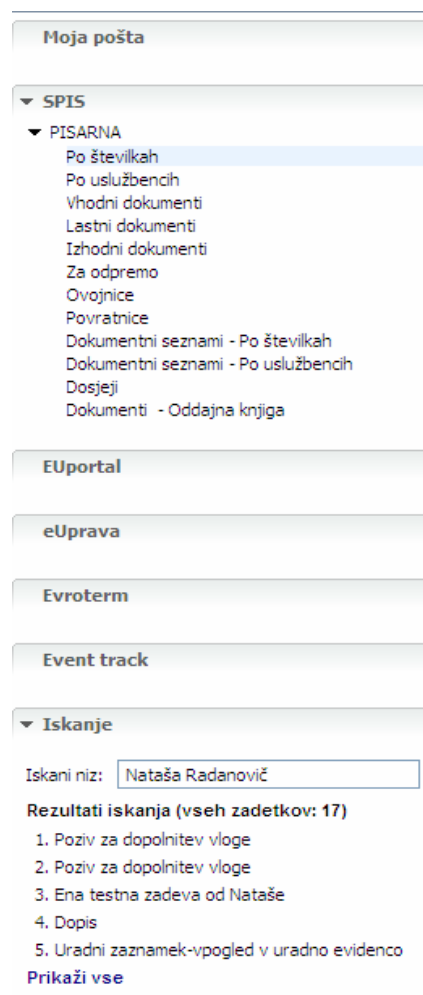 Moja pošta
SPIS
PISARNA
Po številkah
Po uslužbencih
Vhodni dokumenti
Lastni dokumenti
Izhodni dokumenti
Za odpremo
Ovojnice
Povratnice
Dokumentni seznami - Po številkah
Dokumentni seznami - Po uslužbencih
Dosjeji
Dokumenti - Oddajna knjiga
EUportal
eUprava
Evroterm
Event track
Iskanje
Iskani niz: Nataša Radanovič
Rezultati iskanja (vseh zadetkov: 17)
1. Poziv za dopolnitev vloge
2. Poziv za dopolnitev vloge
3. Ena testna zadeva od Nataše
4. Dopis
5. Uradni zaznamek-vpogled v uradno evidenco
Prikaži vse